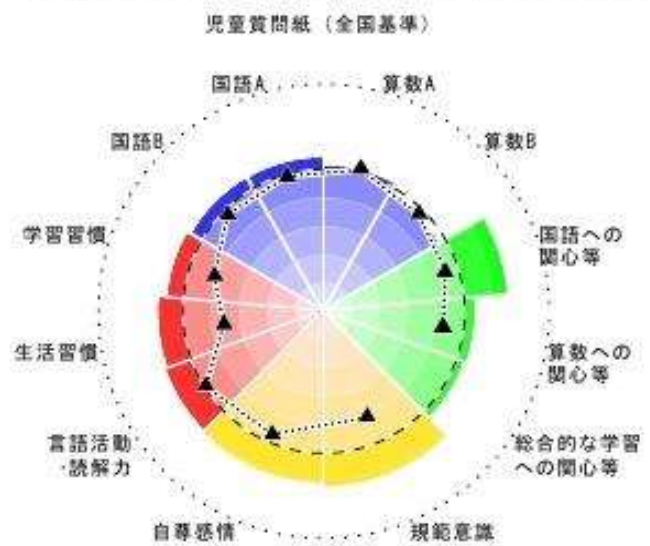 児童質問紙（全国基準）
国語A
算数A
国語B
算数B
学習習慣
国語への
関心等
生活習慣
算数への
関心等
言語活動
・読解力
総合的な学習
への関心等
自尊感情
規範意識